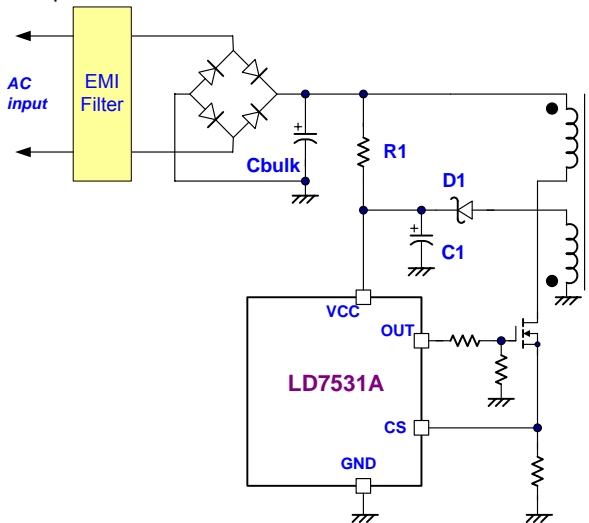 AC
input
EMI
Filter
Cbulk
R1
D1
C1
VCC
OUT
LD7531A
CS
GND